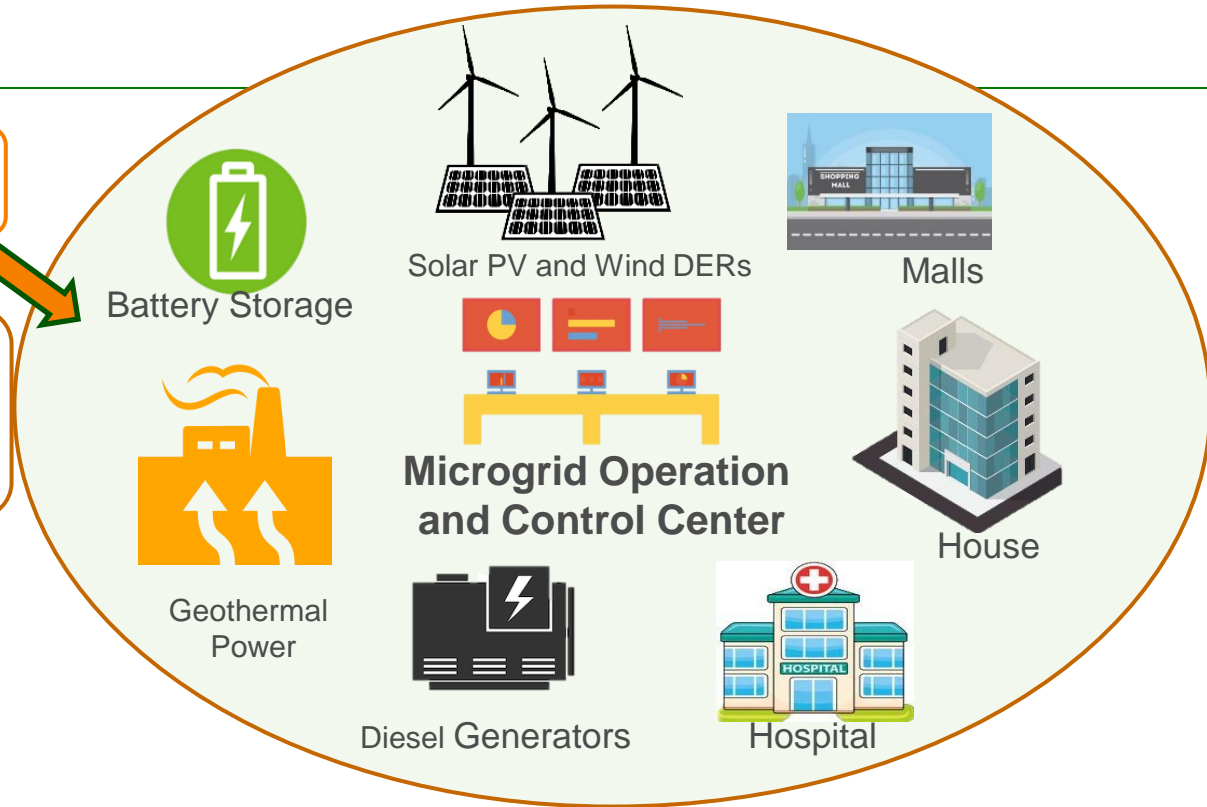 Solar PV and Wind DERs
SHOPPING
MALL
Malls
Battery Storage
Microgrid Operation
and Control Center
House
Geothermal
Power
HOSPITAL
Diesel Generators
Hospital